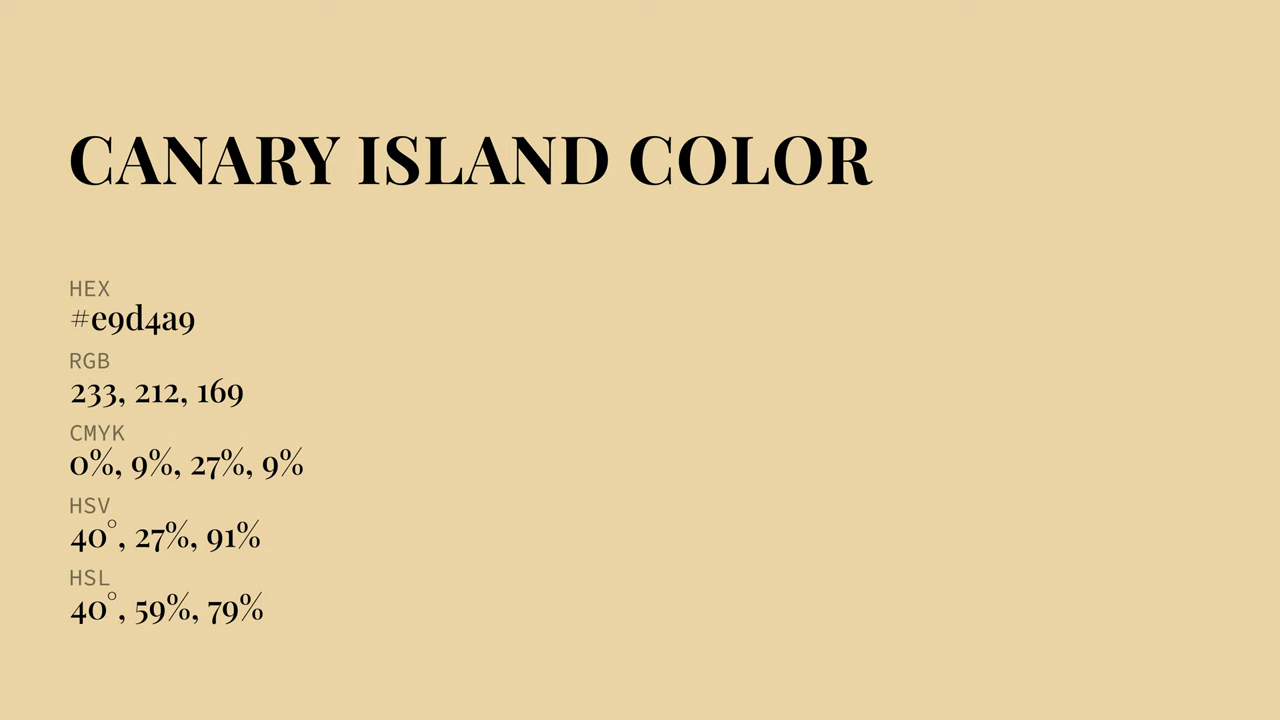 CANARY ISLAND COLOR
HEX
#e9d4a9
RGB
233, 212, 169
CMYK
0%, 9%, 27%, 9%
HSV
40°, 27%, 91%
HSL
40°, 59%, 79%